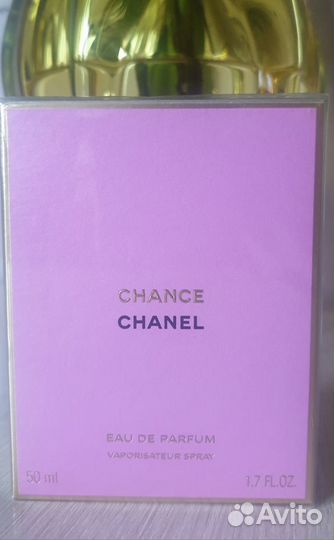 CHANCE
CHANEL
EAU DE PARFUM
VAPORISATEUR SPRAY
50 ml 1.7 FL.OZ.
Avito